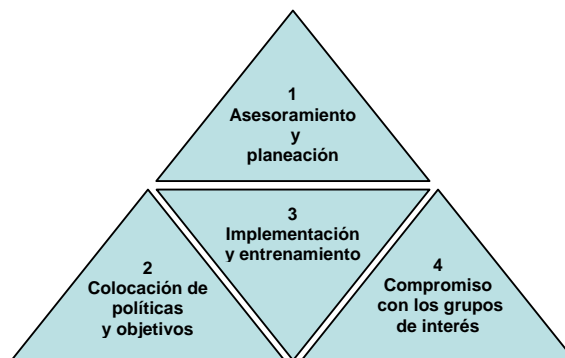 1
Asesoramiento
y
planeación
2
Colocación de
políticas
y objetivos
3
Implementación
y entrenamiento
4
Compromiso
con los grupos
de interés